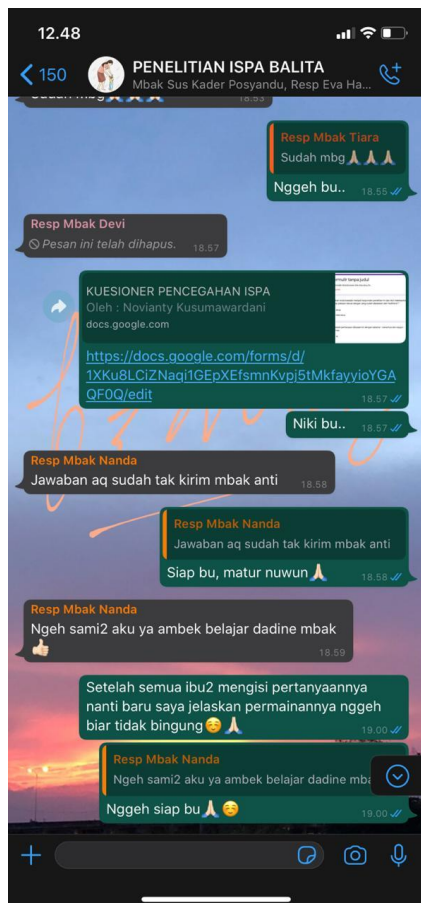 12.48
150
PENELITIAN ISPA BALITA
Mbak Sus Kader Posyandu, Resp Eva Ha...
18.53
Resp Mbak Tiara
Sudah mbg🙏🏻🙏🏻🙏🏻
Nggeh bu.. 18.55
Resp Mbak Devi
Pesan ini telah dihapus. 18.57
KUESIONER PENCEGAHAN ISPA
Oleh : Novianty Kusumawardani
docs.google.com
https://docs.google.com/forms/d/
1XKu8LCiZNaqi1GEpXEfsmnKvpj5tMkfayyioYGA
QF0Q/edit
18.57
Niki bu.. 18.57
Resp Mbak Nanda
Jawaban aq sudah tak kirim mbak anti 18.58
Resp Mbak Nanda
Jawaban aq sudah tak kirim mbak anti
Siap bu, matur nuwun🙏🏻 18.58
Resp Mbak Nanda
Ngeh sami2 aku ya ambek belajar dadine mbak
👍🏻 18.59
Setelah semua ibu2 mengisi pertanyaannya
nanti baru saya jelaskan permainannya nggeh
biar tidak bingung☺️🙏🏻 19.00
Resp Mbak Nanda
Ngeh sami2 aku ya ambek belajar dadine mba
Nggeh siap bu🙏🏻☺️ 19.00